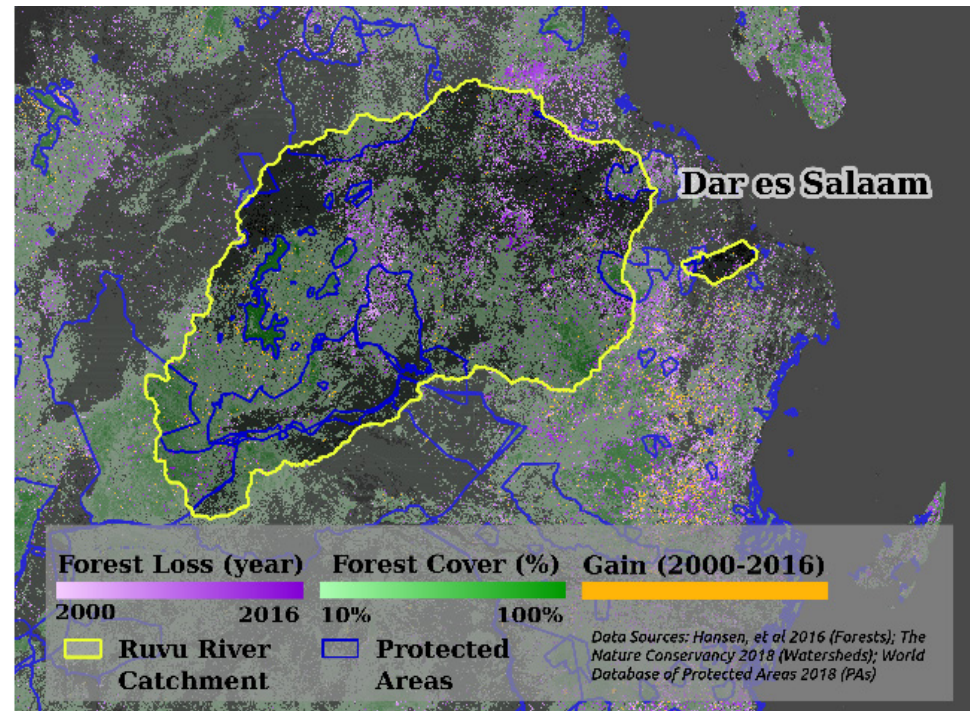 Dar es Salaam
Forest Loss (year)
2000 2016
Forest Cover (%)
10% 100%
Gain (2000-2016)
Ruvu River
Catchment
Protected
Areas
Data Sources: Hansen, et al 2016 (Forests); The
Nature Conservancy 2018 (Watersheds); World
Database of Protected Areas 2018 (PAs)